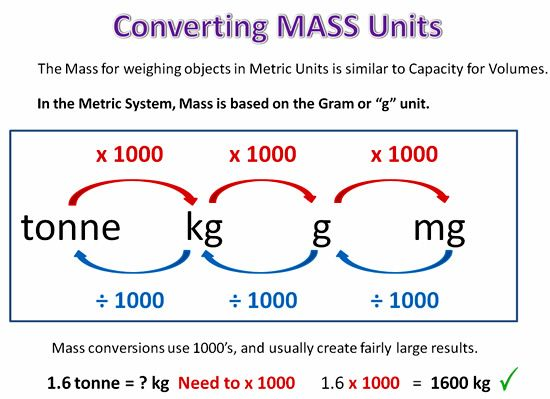 Converting MASS Units
The Mass for weighing objects in Metric Units is similar to Capacity for Volumes.
In the Metric System, Mass is based on the Gram or “g” unit.
x 1000 x 1000 x 1000
tonne kg g mg
÷ 1000 ÷ 1000 ÷ 1000
Mass conversions use 1000’s, and usually create fairly large results.
1.6 tonne = ? kg Need to x 1000 1.6 x 1000 = 1600 kg ✓